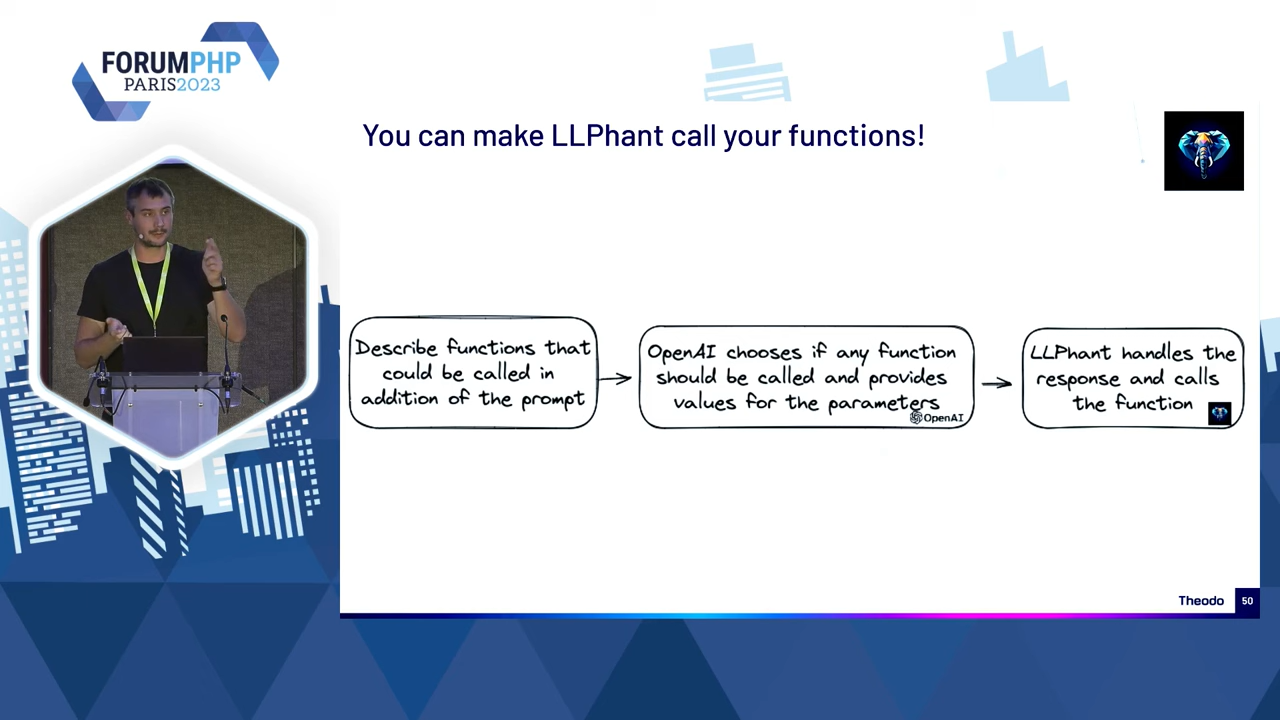 FORUMPHP
PARIS2023
You can make LLPhant call your functions!
Describe functions that
could be called in
addition of the prompt
OpenAI chooses if any function
should be called and provides
values for the parameters
OpenAI
LLPhant handles the
response and calls
the function
Theodo
50